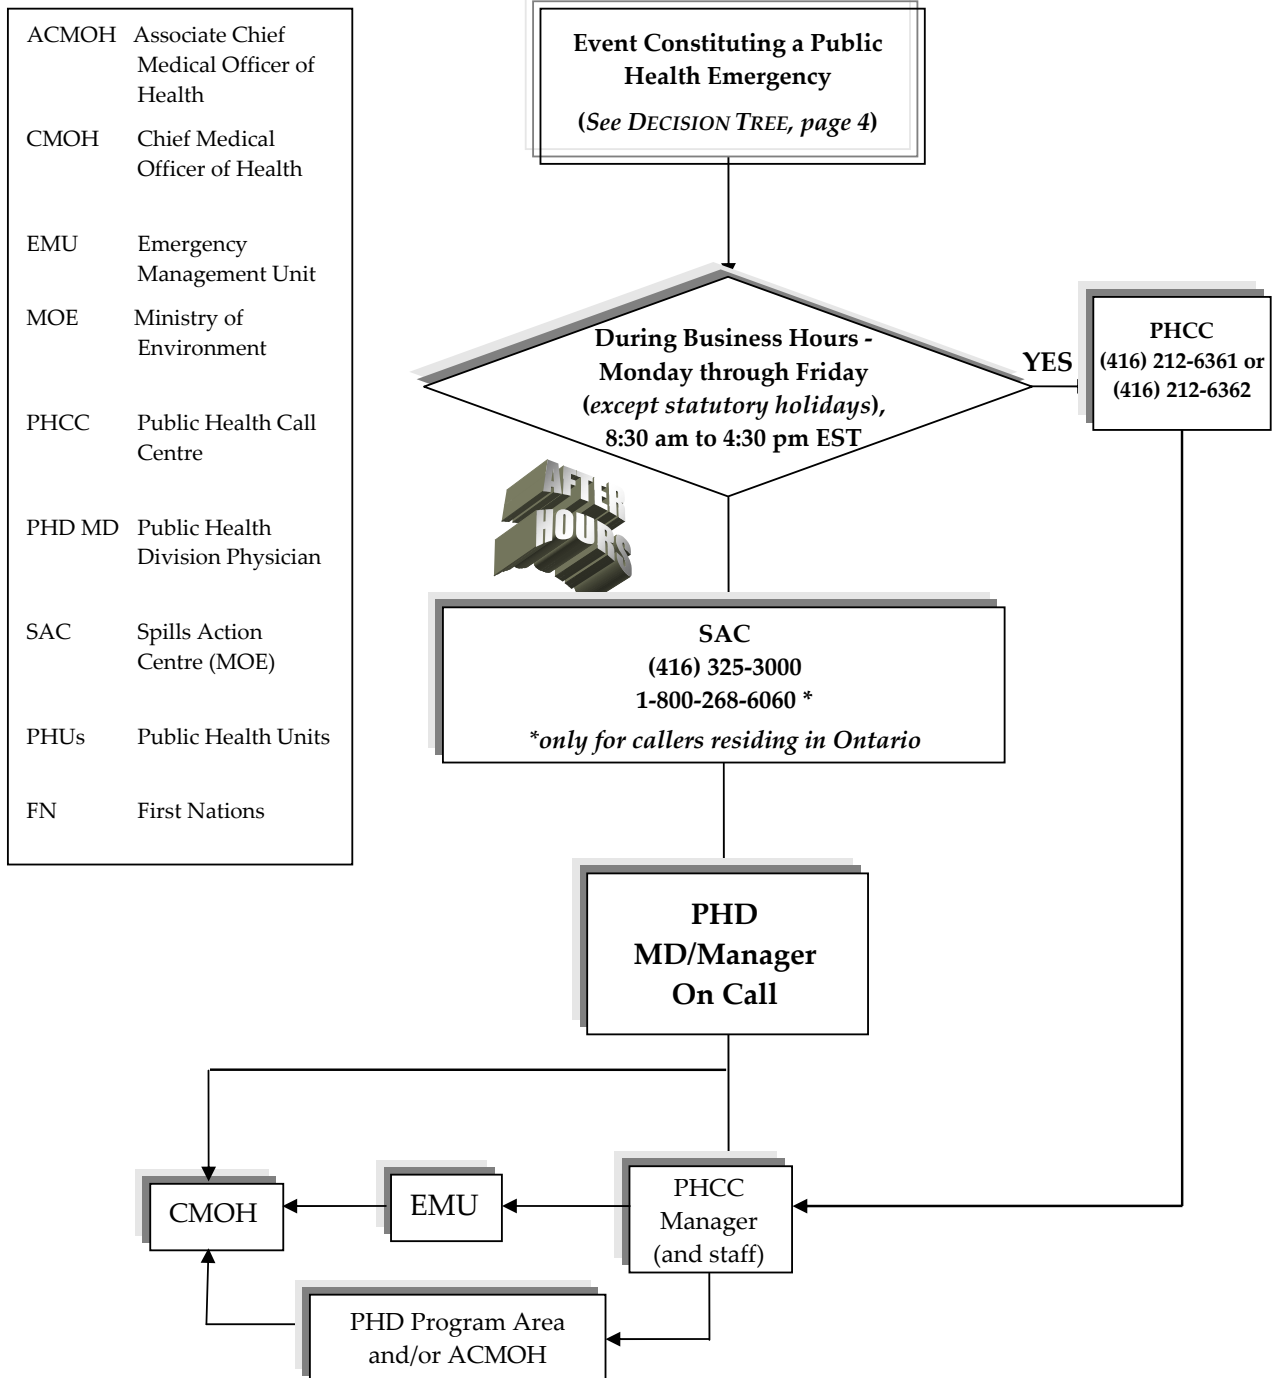 ACMOH Associate Chief
Medical Officer of
Health
CMOH Chief Medical
Officer of Health
EMU Emergency
Management Unit
MOE Ministry of
Environment
PHCC Public Health Call
Centre
PHD MD Public Health
Division Physician
SAC Spills Action
Centre (MOE)
PHUs Public Health Units
FN First Nations
Event Constituting a Public
Health Emergency
(See DECISION TREE, page 4)
During Business Hours -
Monday through Friday
(except statutory holidays),
8:30 am to 4:30 pm EST
YES
PHCC
(416) 212-6361 or
(416) 212-6362
AFTER
HOURS
SAC
(416) 325-3000
1-800-268-6060 *
*only for callers residing in Ontario
PHD
MD/Manager
On Call
CMOH
EMU
PHCC
Manager
(and staff)
PHD Program Area
and/or ACMOH